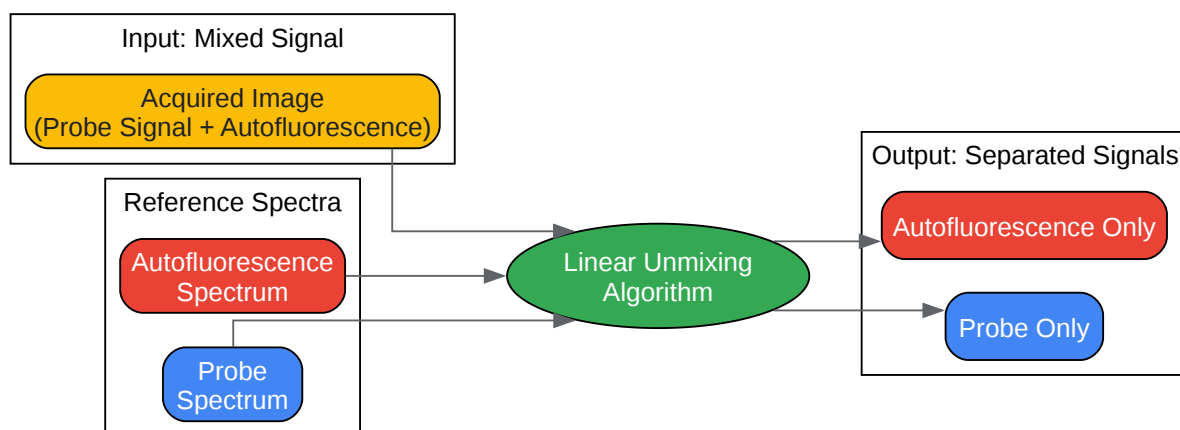 Input: Mixed Signal
Acquired Image
(Probe Signal + Autofluorescence)
Reference Spectra
Autofluorescence
Spectrum
Probe
Spectrum
Linear Unmixing
Algorithm
Output: Separated Signals
Autofluorescence Only
Probe Only